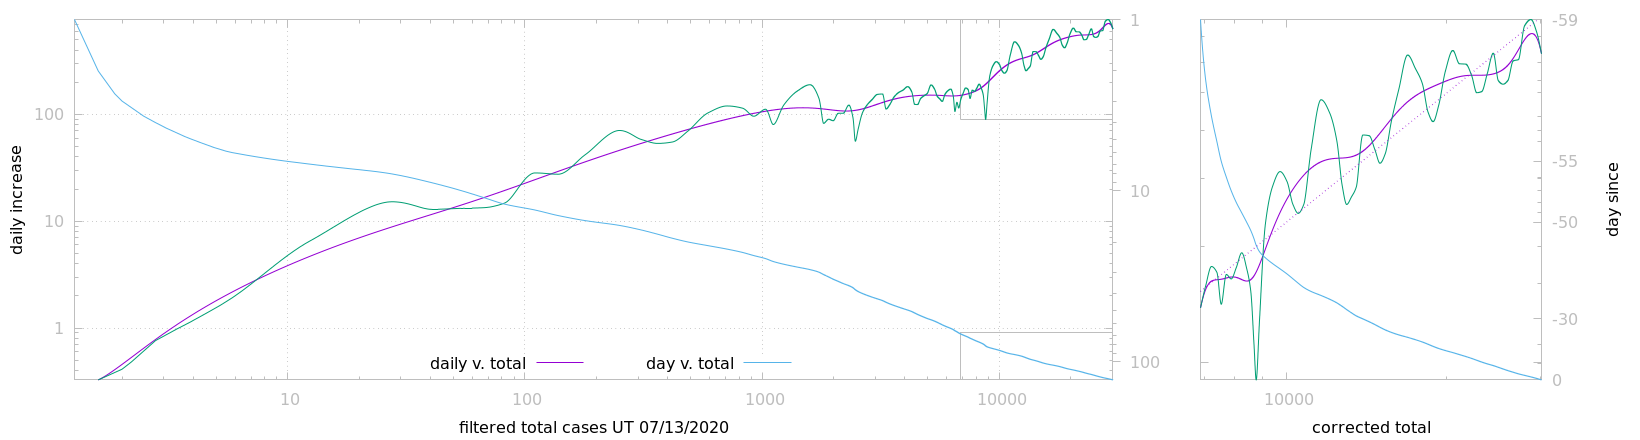 daily increase
100
10
1
daily v. total
day v. total
10
100
1000
10000
filtered total cases UT 07/13/2020
1
10
100
10000
corrected total
-59
-55
-50
-30
0
day since